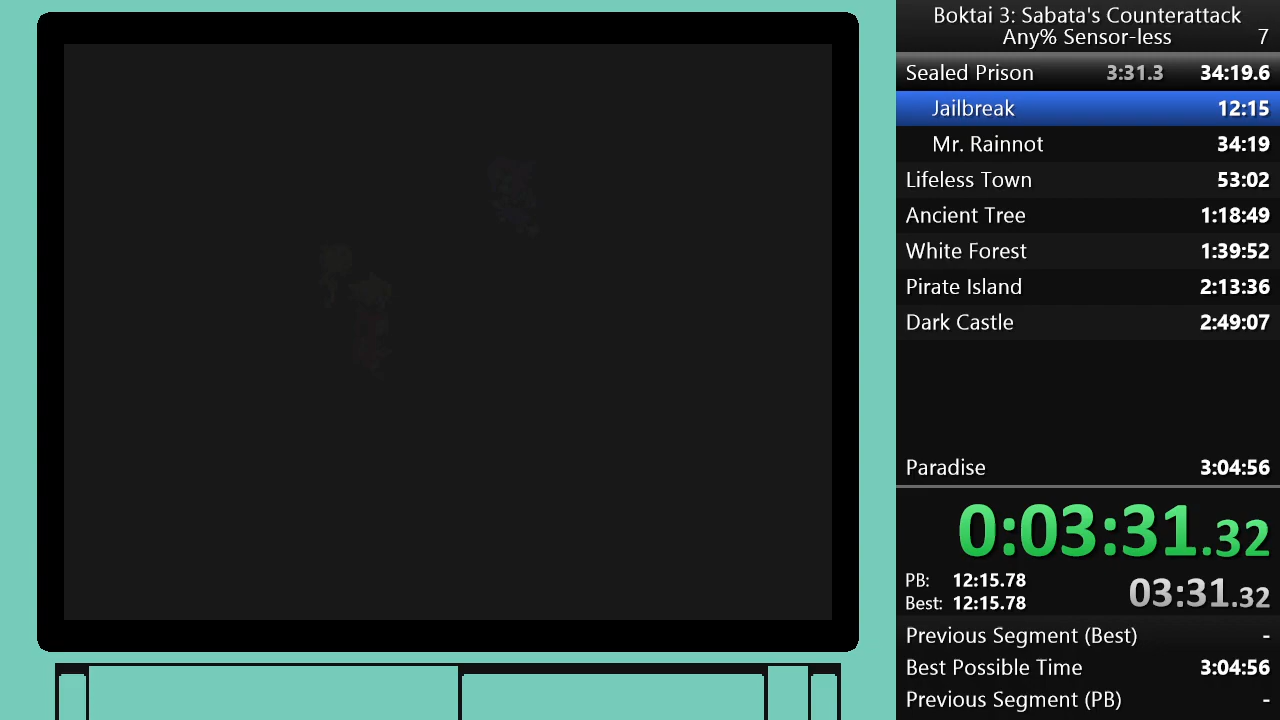 Boktai 3: Sabata's Counterattack
Any% Sensor-less 7
Sealed Prison 3:31.3 34:19.6
Jailbreak 12:15
Mr. Rainnot 34:19
Lifeless Town 53:02
Ancient Tree 1:18:49
White Forest 1:39:52
Pirate Island 2:13:36
Dark Castle 2:49:07
Paradise 3:04:56
0:03:31.32
PB: 12:15.78
Best: 12:15.78
03:31.32
Previous Segment (Best) -
Best Possible Time 3:04:56
Previous Segment (PB) -